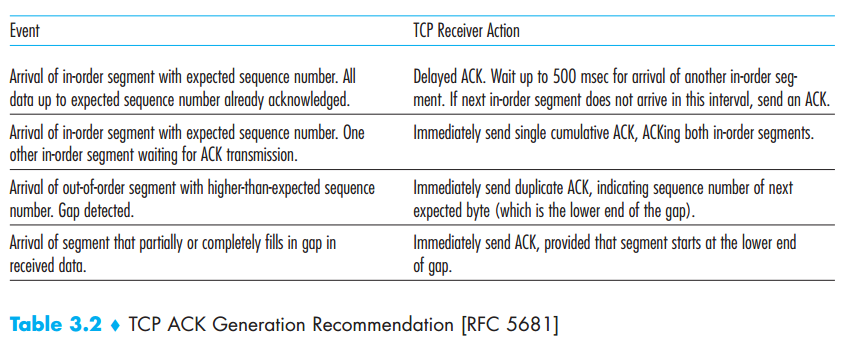 Event TCP Receiver Action
Arrival of in-order segment with expected sequence number. All
data up to expected sequence number already acknowledged.
Delayed ACK. Wait up to 500 msec for arrival of another in-order seg-
ment. If next in-order segment does not arrive in this interval, send an ACK.
Arrival of in-order segment with expected sequence number. One
other in-order segment waiting for ACK transmission.
Immediately send single cumulative ACK, ACKing both in-order segments.
Arrival of out-of-order segment with higher-than-expected sequence
number. Gap detected.
Immediately send duplicate ACK, indicating sequence number of next
expected byte (which is the lower end of the gap).
Arrival of segment that partially or completely fills in gap in
received data.
Immediately send ACK, provided that segment starts at the lower end
of gap.
Table 3.2 ♦ TCP ACK Generation Recommendation [RFC 5681]